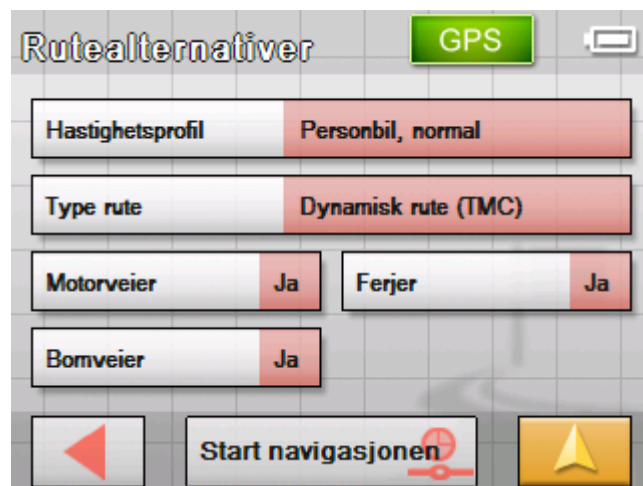 Rutealternativer GPS
Hastighetsprofil Personbil, normal
Type rute Dynamisk rute (TMC)
Motorveier Ja Ferjer Ja
Bomveier Ja
Start navigasjonen